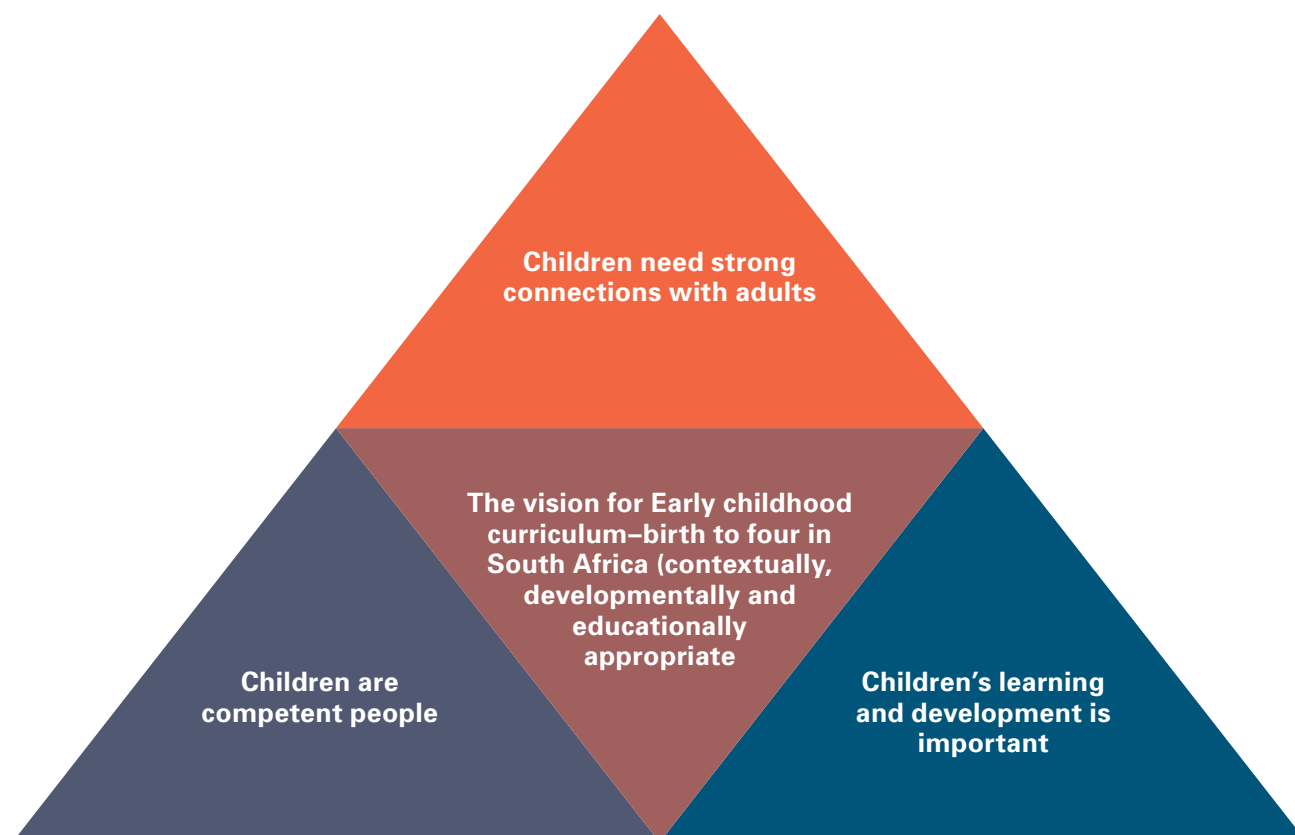 Children need strong
connections with adults
The vision for Early childhood
curriculum–birth to four in
South Africa (contextually,
developmentally and
educationally
appropriate
Children are
competent people
Children’s learning
and development is
important